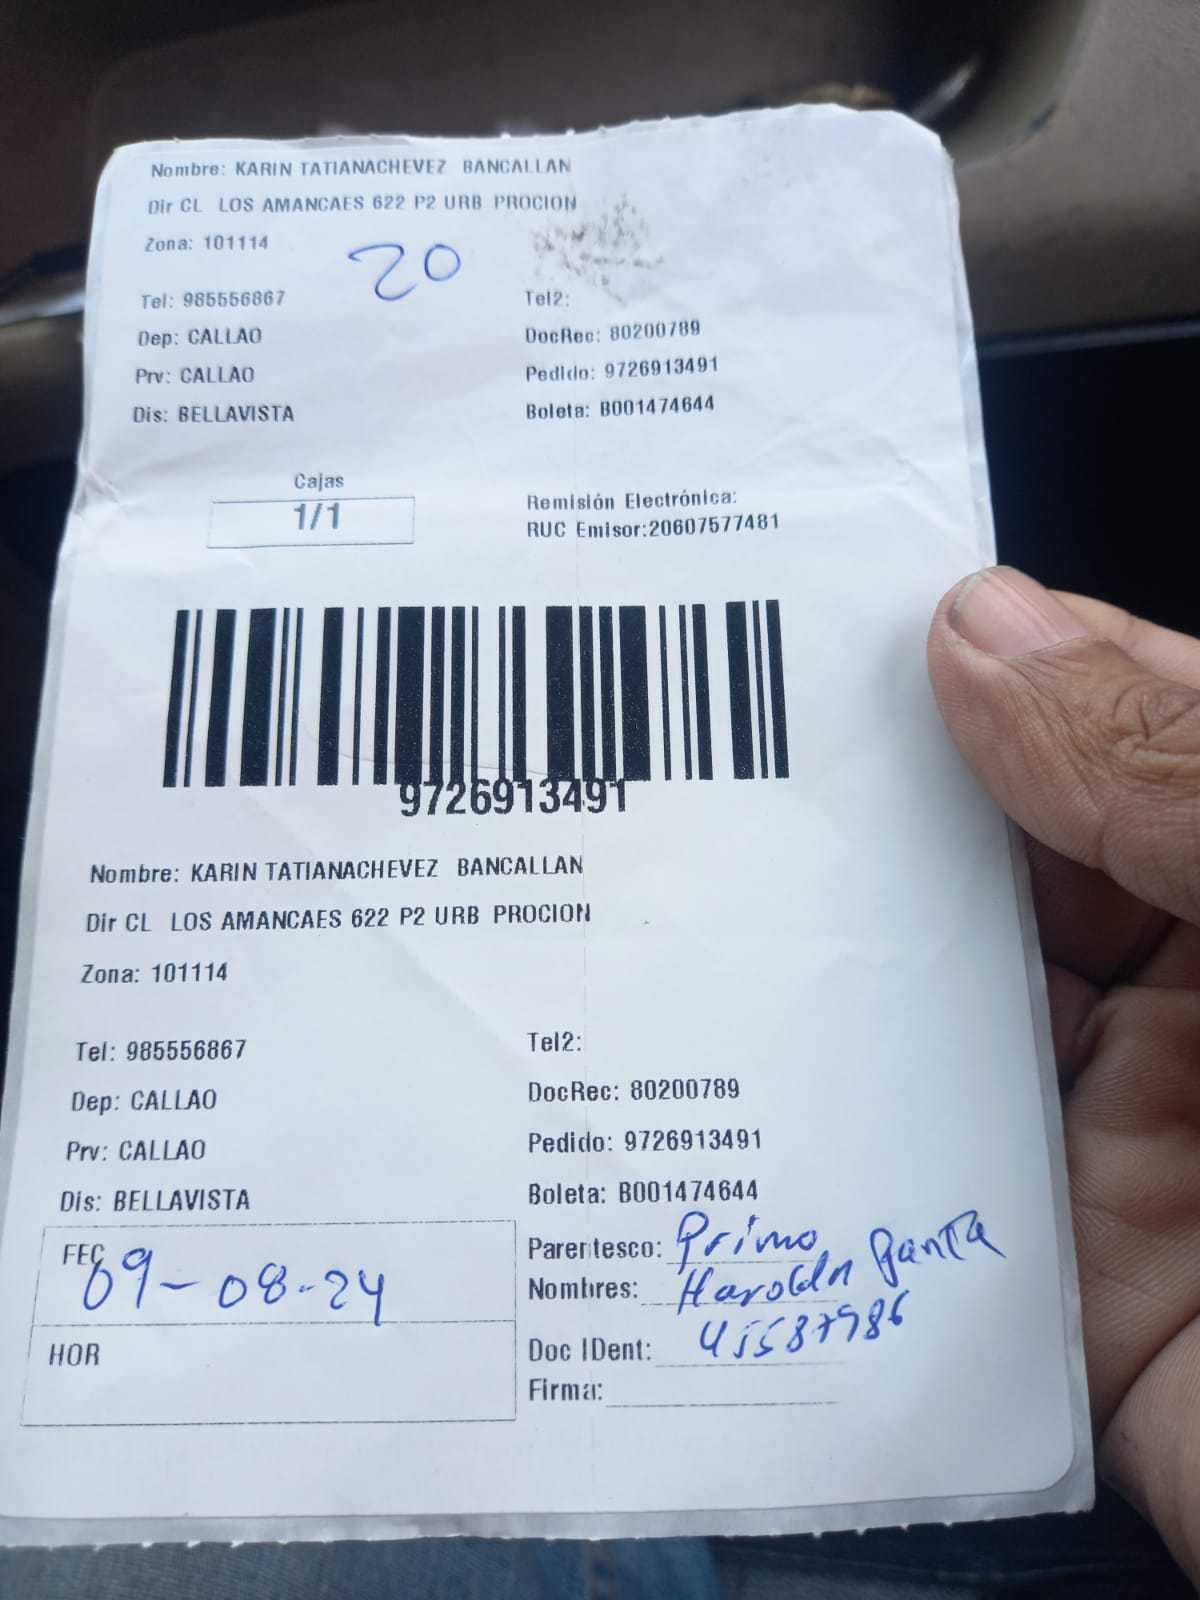 Nombre: KARIN TATIANACHEVEZ BANCALLAN
Dir CL LOS AMANCAES 622 P2 URB PROCION
Zona: 101114
20
Tel: 985556867 Tel2:
Dep: CALLAO DocRec: 80200789
Prv: CALLAO Pedido: 9726913491
Dis: BELLAVISTA Boleta: B001474644
Cajas
1/1
Remisión Electrónica:
RUC Emisor:20607577481
9726913491
Nombre: KARIN TATIANACHEVEZ BANCALLAN
Dir CL LOS AMANCAES 622 P2 URB PROCION
Zona: 101114
Tel: 985556867 Tel2:
Dep: CALLAO DocRec: 80200789
Prv: CALLAO Pedido: 9726913491
Dis: BELLAVISTA Boleta: B001474644
FEC 09-08-24
HOR
Parentesco: Primo
Nombres: Panta
Doc IDent: 45587986
Firma: